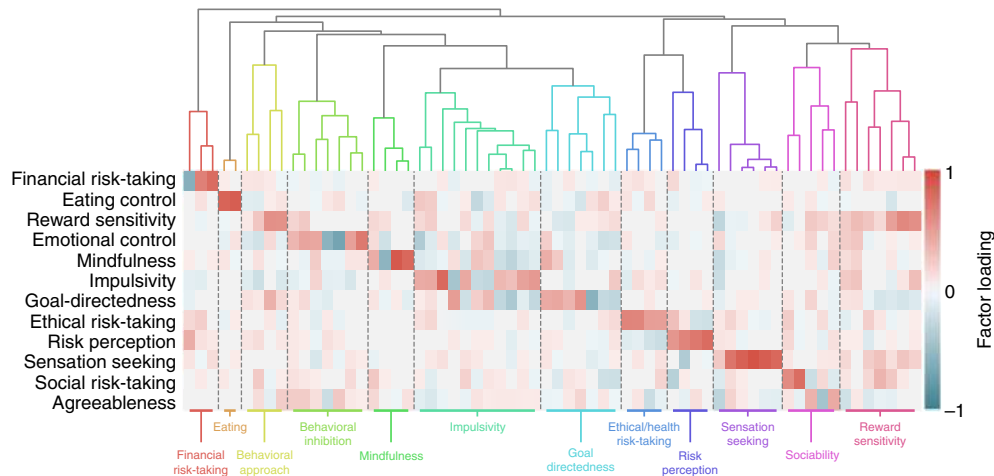 Financial risk-taking
Eating control
Reward sensitivity
Emotional control
Mindfulness
Impulsivity
Goal-directedness
Ethical risk-taking
Risk perception
Sensation seeking
Social risk-taking
Agreeableness
1
0
−1
Factor loading
Financial
risk-taking
Eating
Behavioral
approach
Behavioral
inhibition
Mindfulness
Impulsivity
Goal
directedness
Ethical/health
risk-taking
Risk
perception
Sensation
seeking
Sociability
Reward
sensitivity